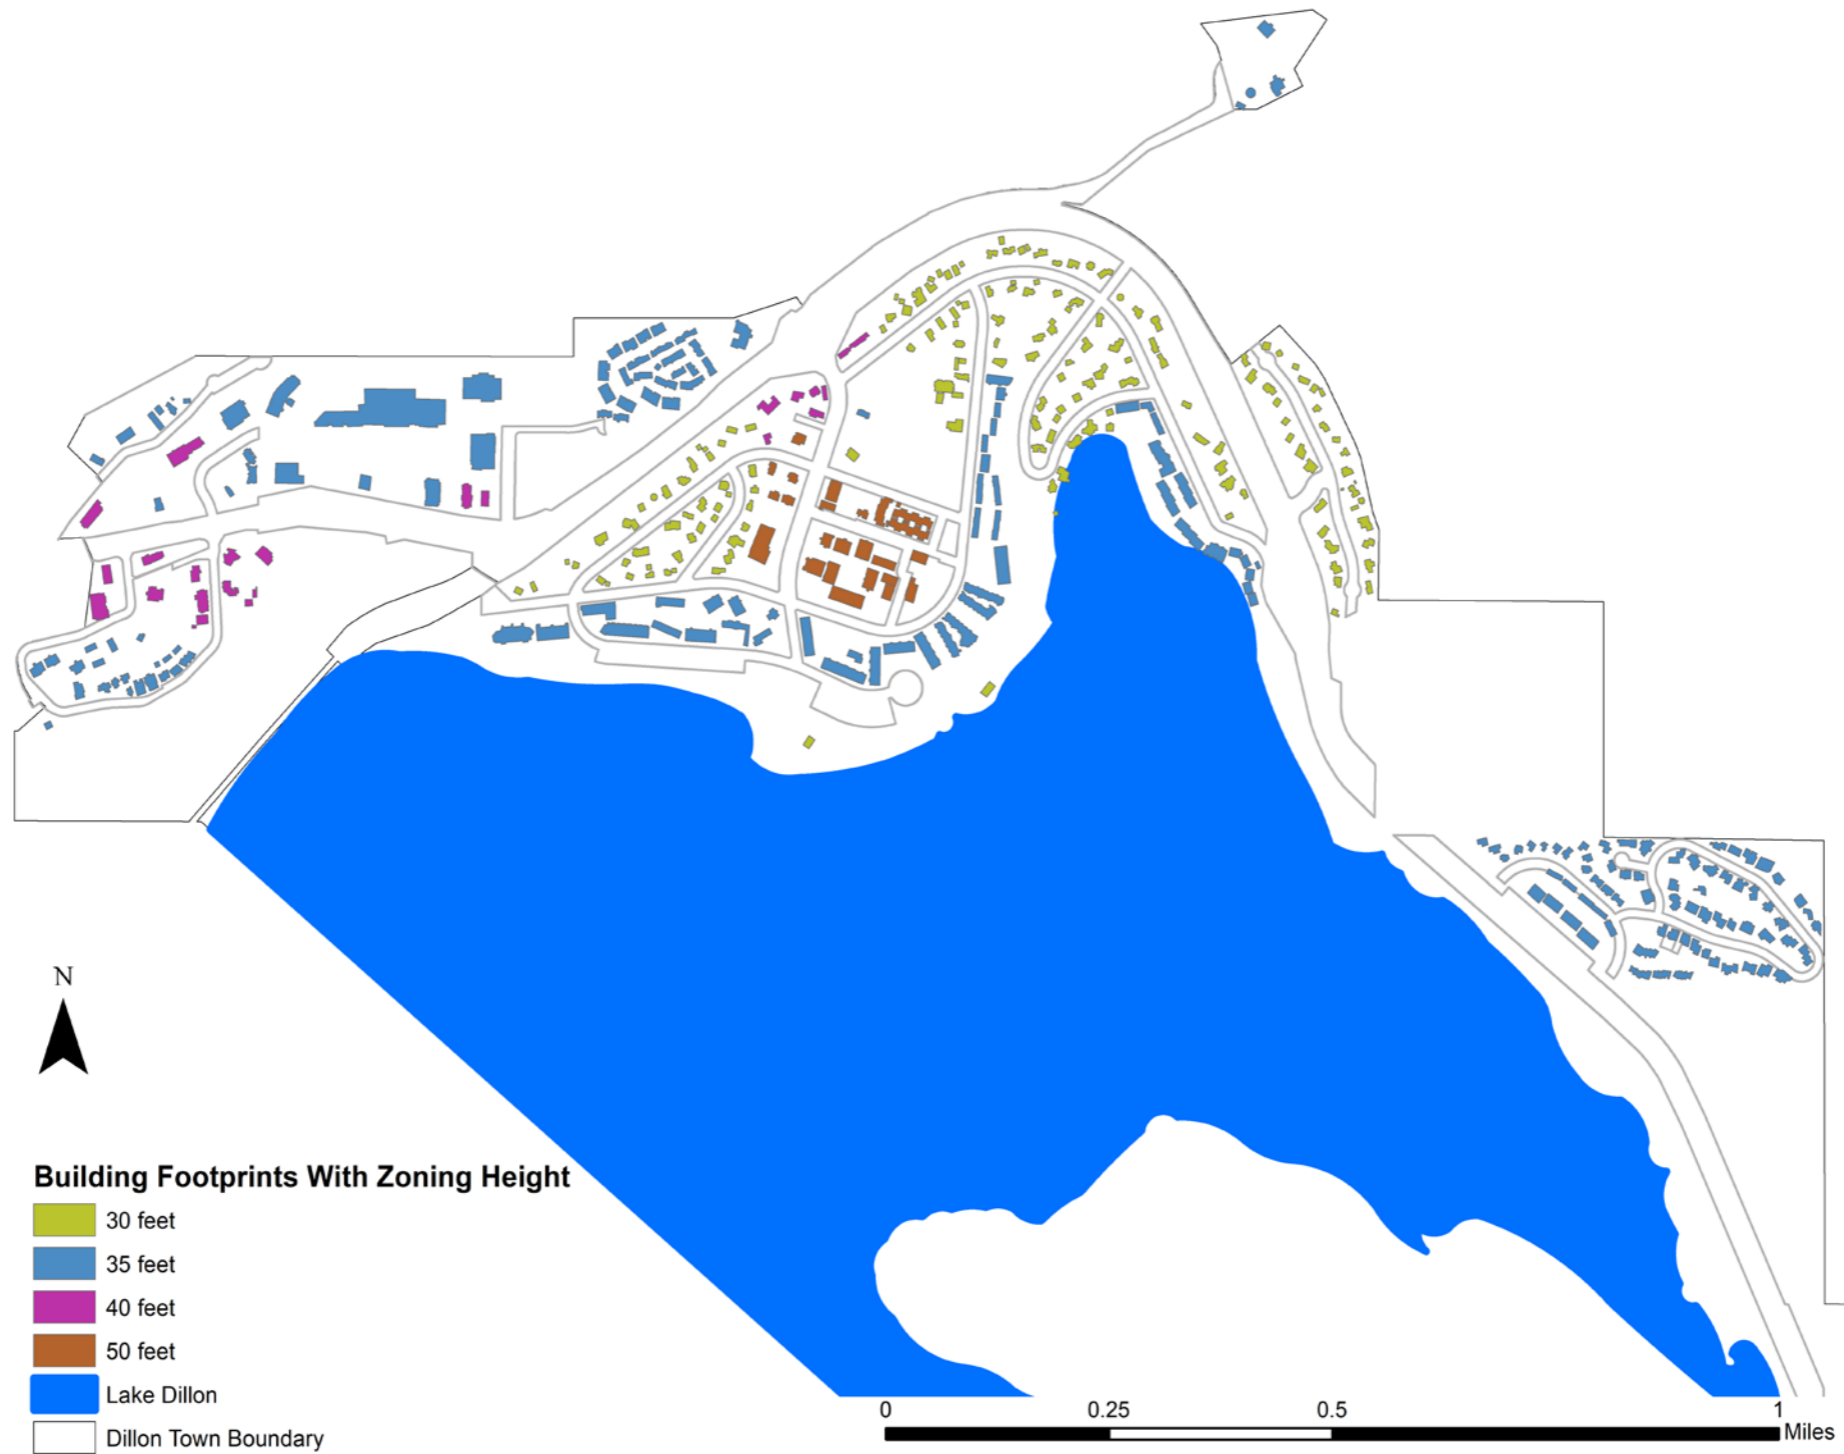 N
Building Footprints With Zoning Height
30 feet
35 feet
40 feet
50 feet
Lake Dillon
Dillon Town Boundary
0 0.25 0.5 1
Miles